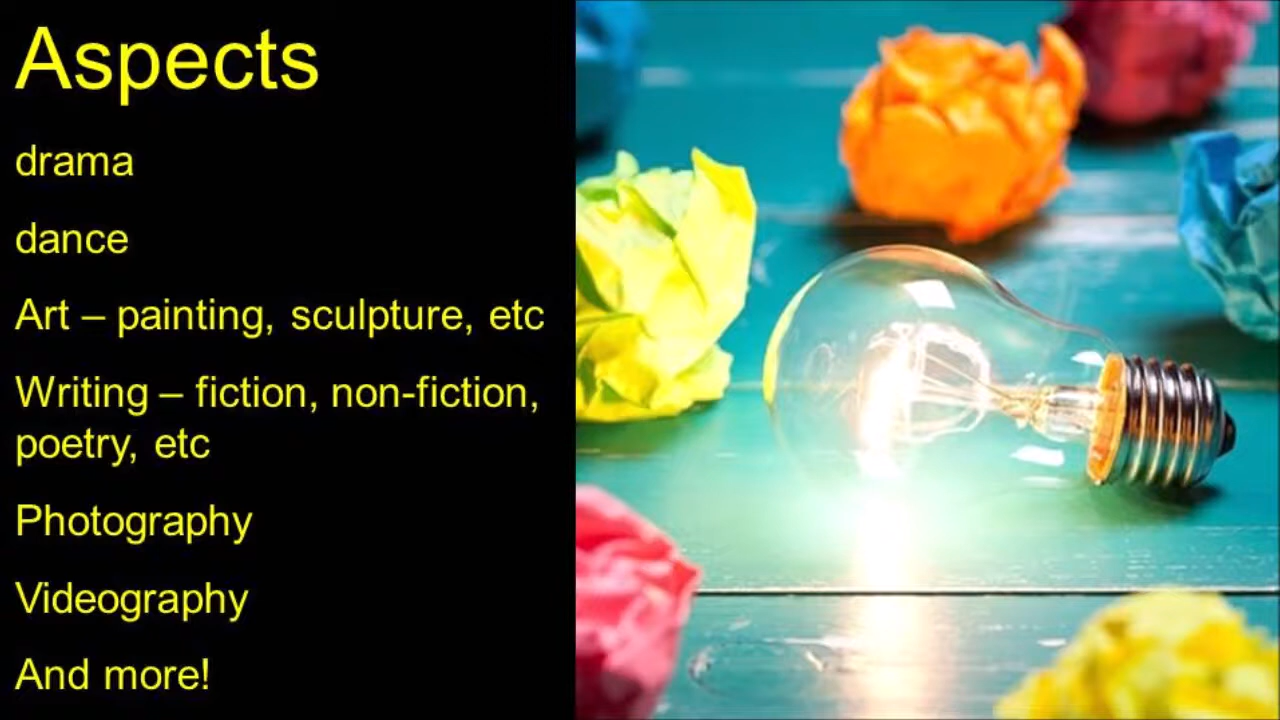 Aspects
drama
dance
Art – painting, sculpture, etc
Writing – fiction, non-fiction,
poetry, etc
Photography
Videography
And more!